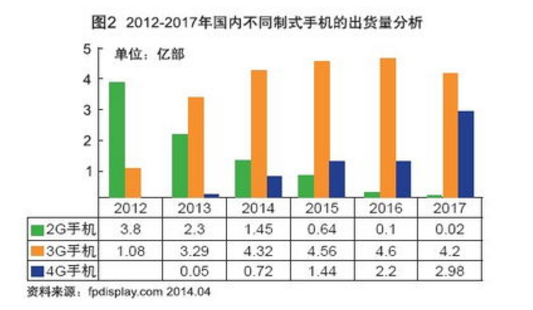 图2 2012-2017年国内不同制式手机的出货量分析
单位：亿部
5
4
3
2
1
2012 2013 2014 2015 2016 2017
2G手机 3.8 2.3 1.45 0.64 0.1 0.02
3G手机 1.08 3.29 4.32 4.56 4.6 4.2
4G手机 0.05 0.72 1.44 2.2 2.98
资料来源：fpdisplay.com 2014.04